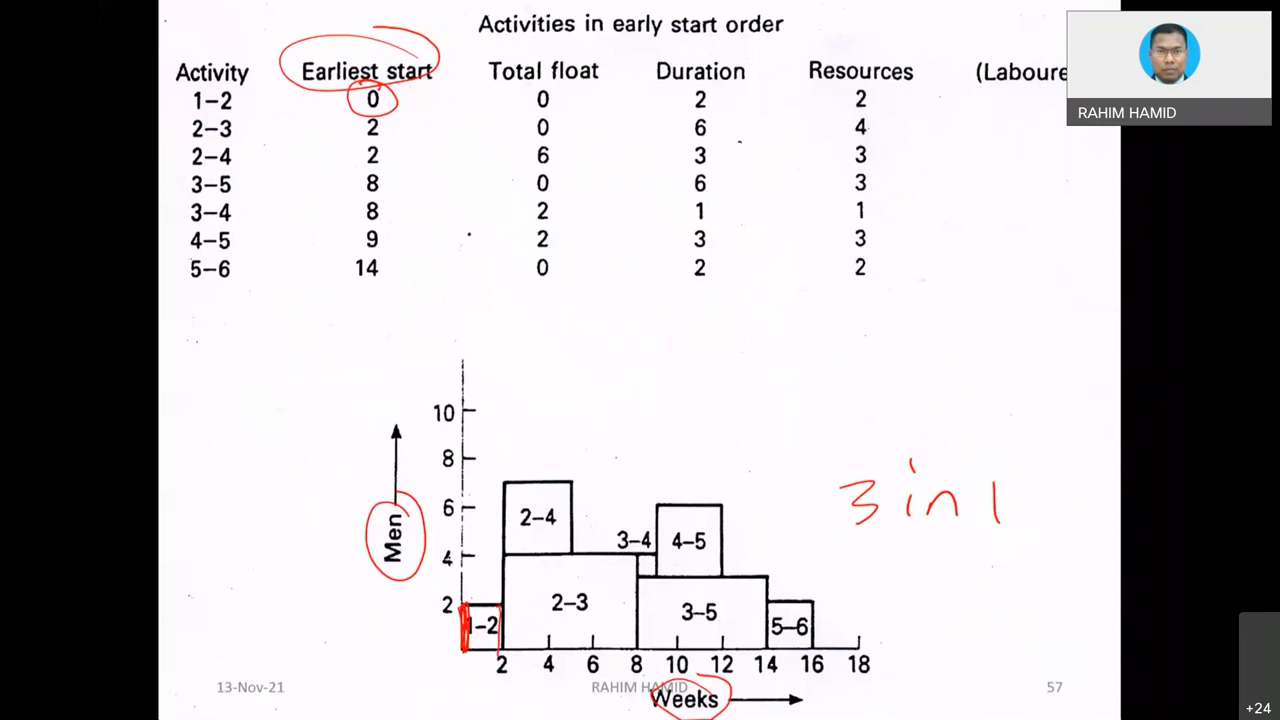 Activities in early start order
Activity Earliest start Total float Duration Resources (Laboure
1–2 0 0 2 2
2–3 2 0 6 4
2–4 2 6 3 3
3–5 8 0 6 3
3–4 8 2 1 1
4–5 9 2 3 3
5–6 14 0 2 2
RAHIM HAMID
10
8
6
4
2
Men
2–4
3–4 4–5
2–3
3–5
1–2
5–6
3 in 1
2 4 6 8 10 12 14 16 18
13-Nov-21 RAHIM HAMID 57
Weeks
+24